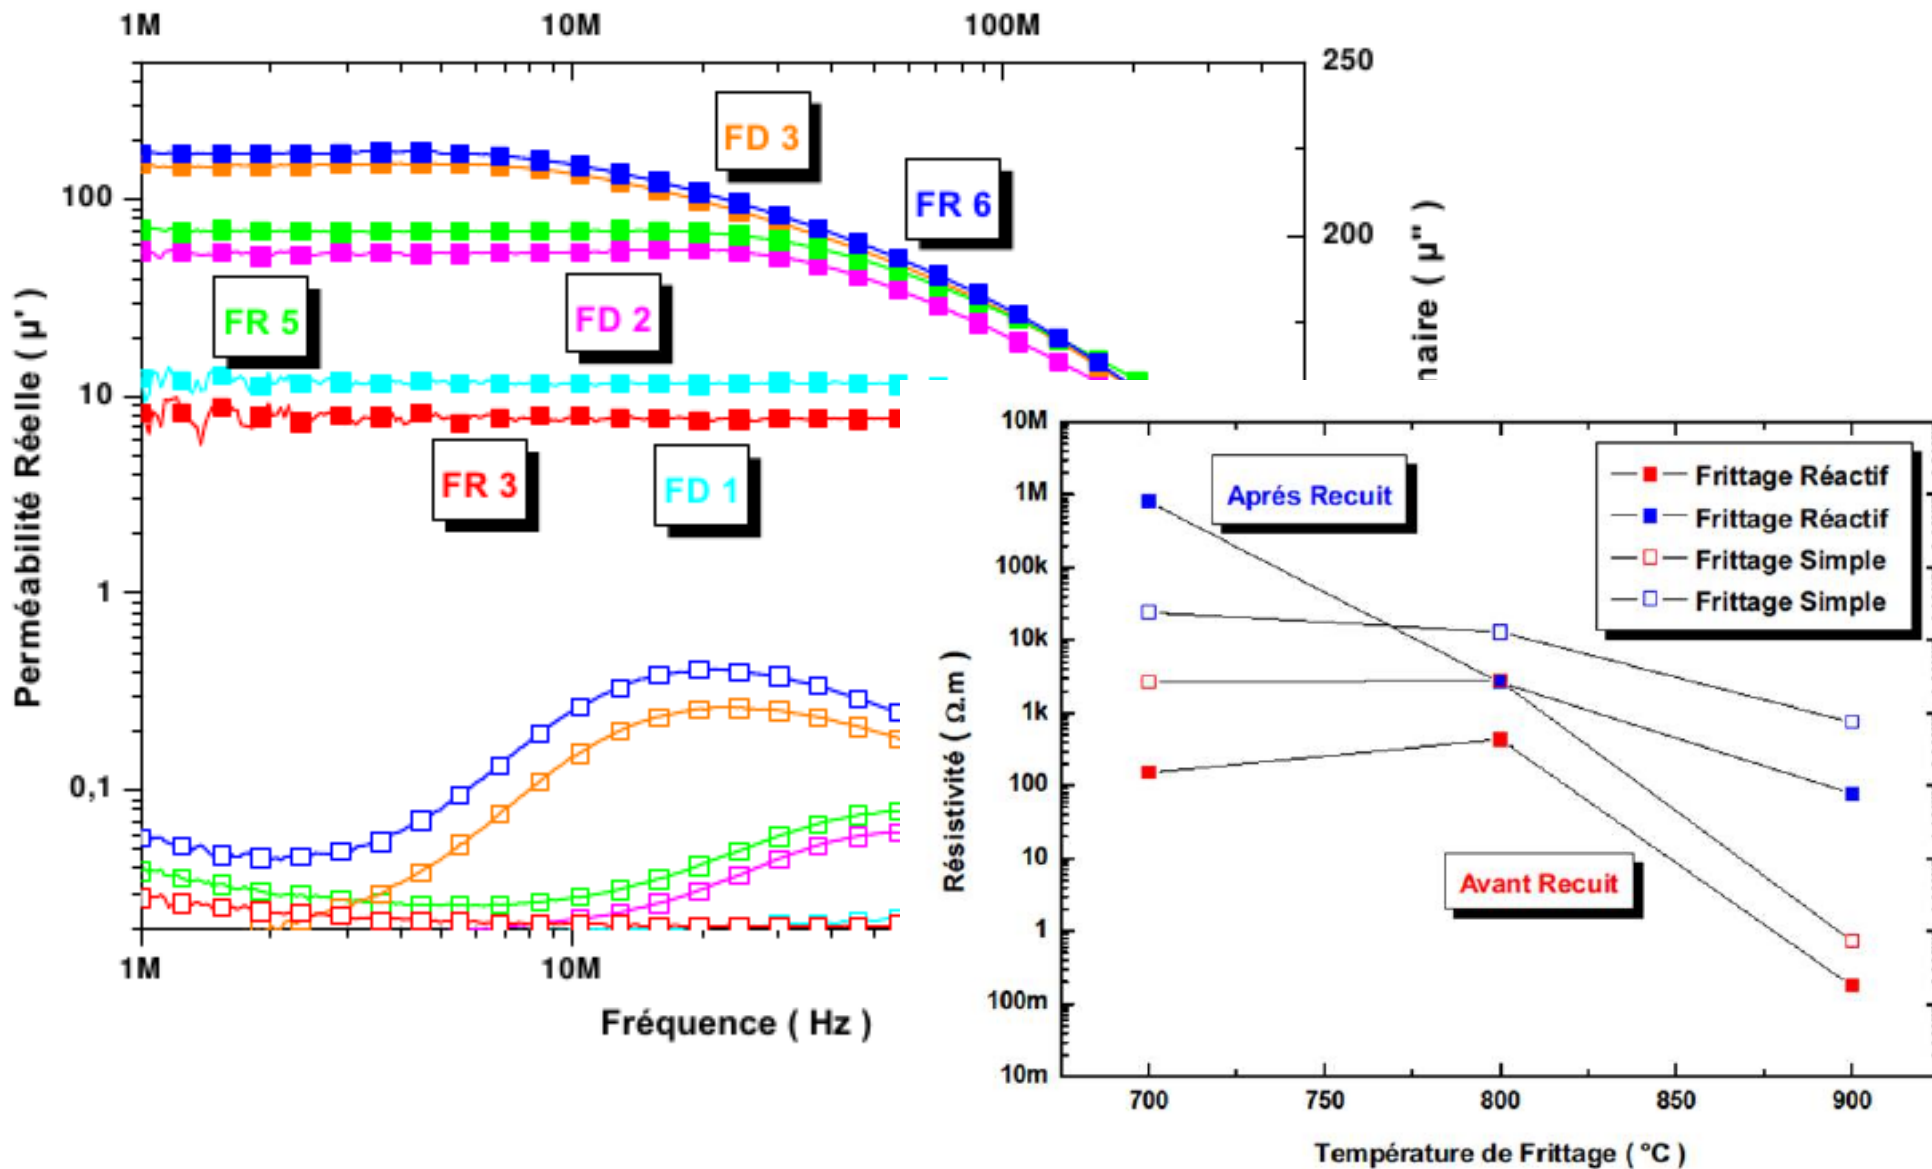 1M 10M 100M
250
FD 3
FR 6
100
200
FR 5
FD 2
10
FR 3
FD 1
1
0,1
1M 10M
Fréquence ( Hz )
Perméabilité Réelle ( µ' )
naire ( µ" )
10M
1M
100k
10k
1k
100
10
1
100m
10m
Aprés Recuit
Frittage Réactif
Frittage Réactif
Frittage Simple
Frittage Simple
Avant Recuit
Résistivité ( Ω.m )
700 750 800 850 900
Température de Frittage ( °C )